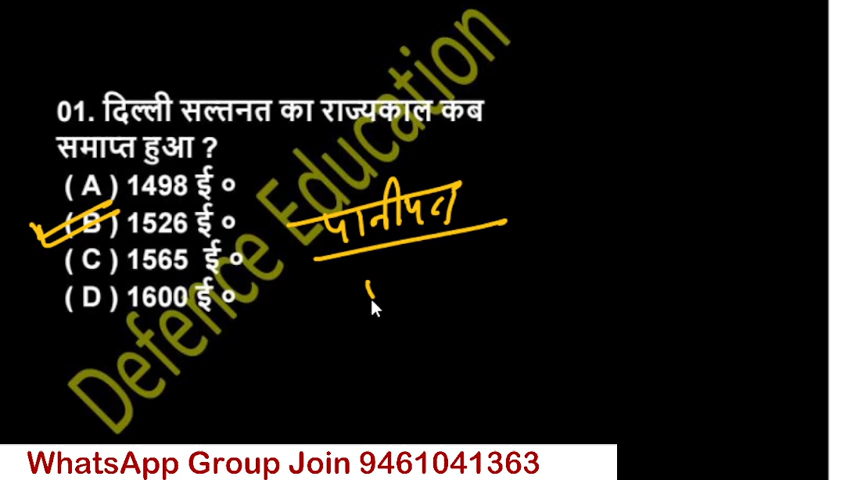 01. दिल्ली सल्तनत का राज्यकाल कब
समाप्त हुआ ?
( A ) 1498 ई ०
( B ) 1526 ई ०
( C ) 1565 ई ०
( D ) 1600 ई ०
पानीपत
Defence Education
WhatsApp Group Join 9461041363